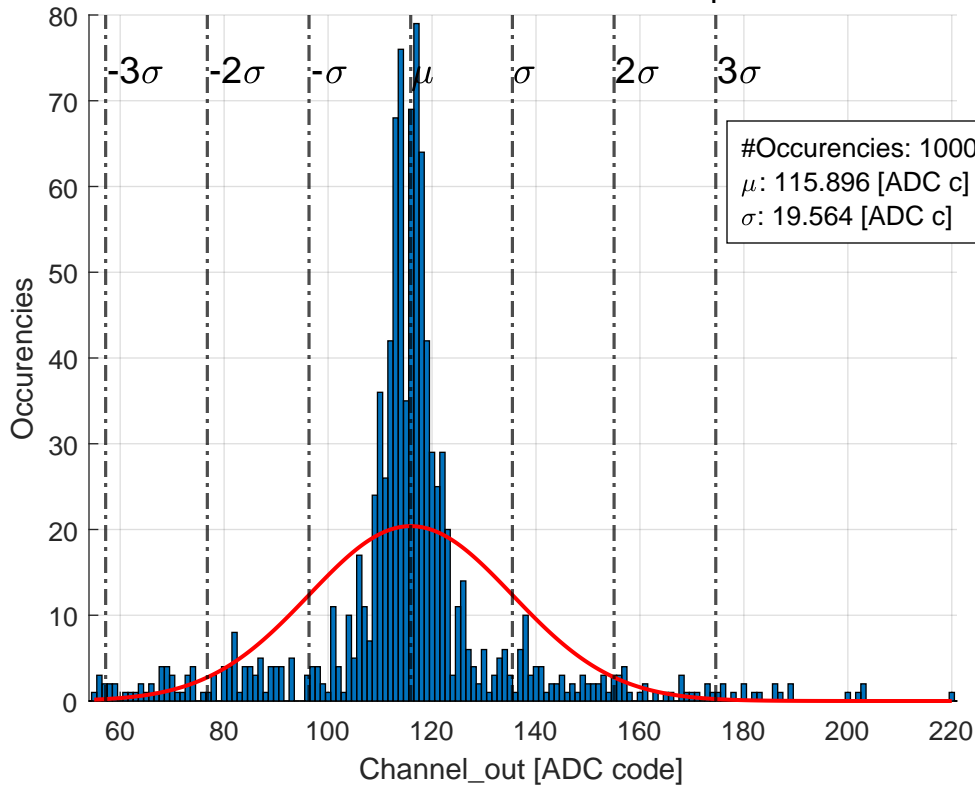 80
70
60
50
40
30
20
10
0
Occurencies
-3σ -2σ -σ μ σ 2σ 3σ
#Occurencies: 1000
μ: 115.896 [ADC c]
σ: 19.564 [ADC c]
60 80 100 120 140 160 180 200 220
Channel_out [ADC code]